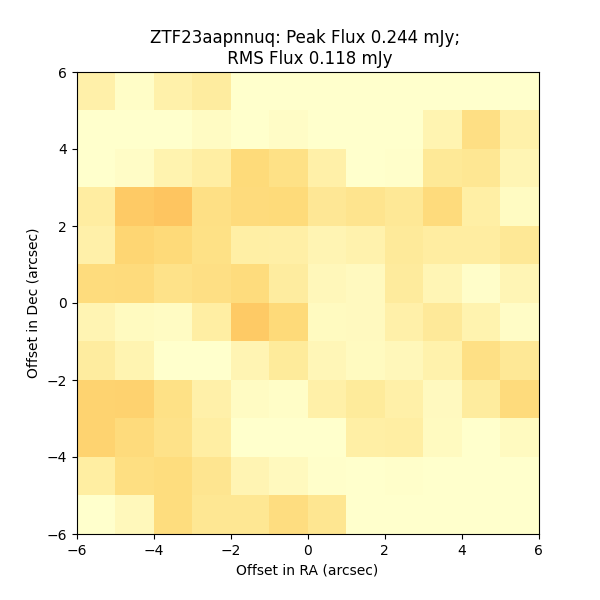 ZTF23aapnnuq: Peak Flux 0.244 mJy;
RMS Flux 0.118 mJy
6
4
2
0
−2
−4
−6
Offset in Dec (arcsec)
−6 −4 −2 0 2 4 6
Offset in RA (arcsec)